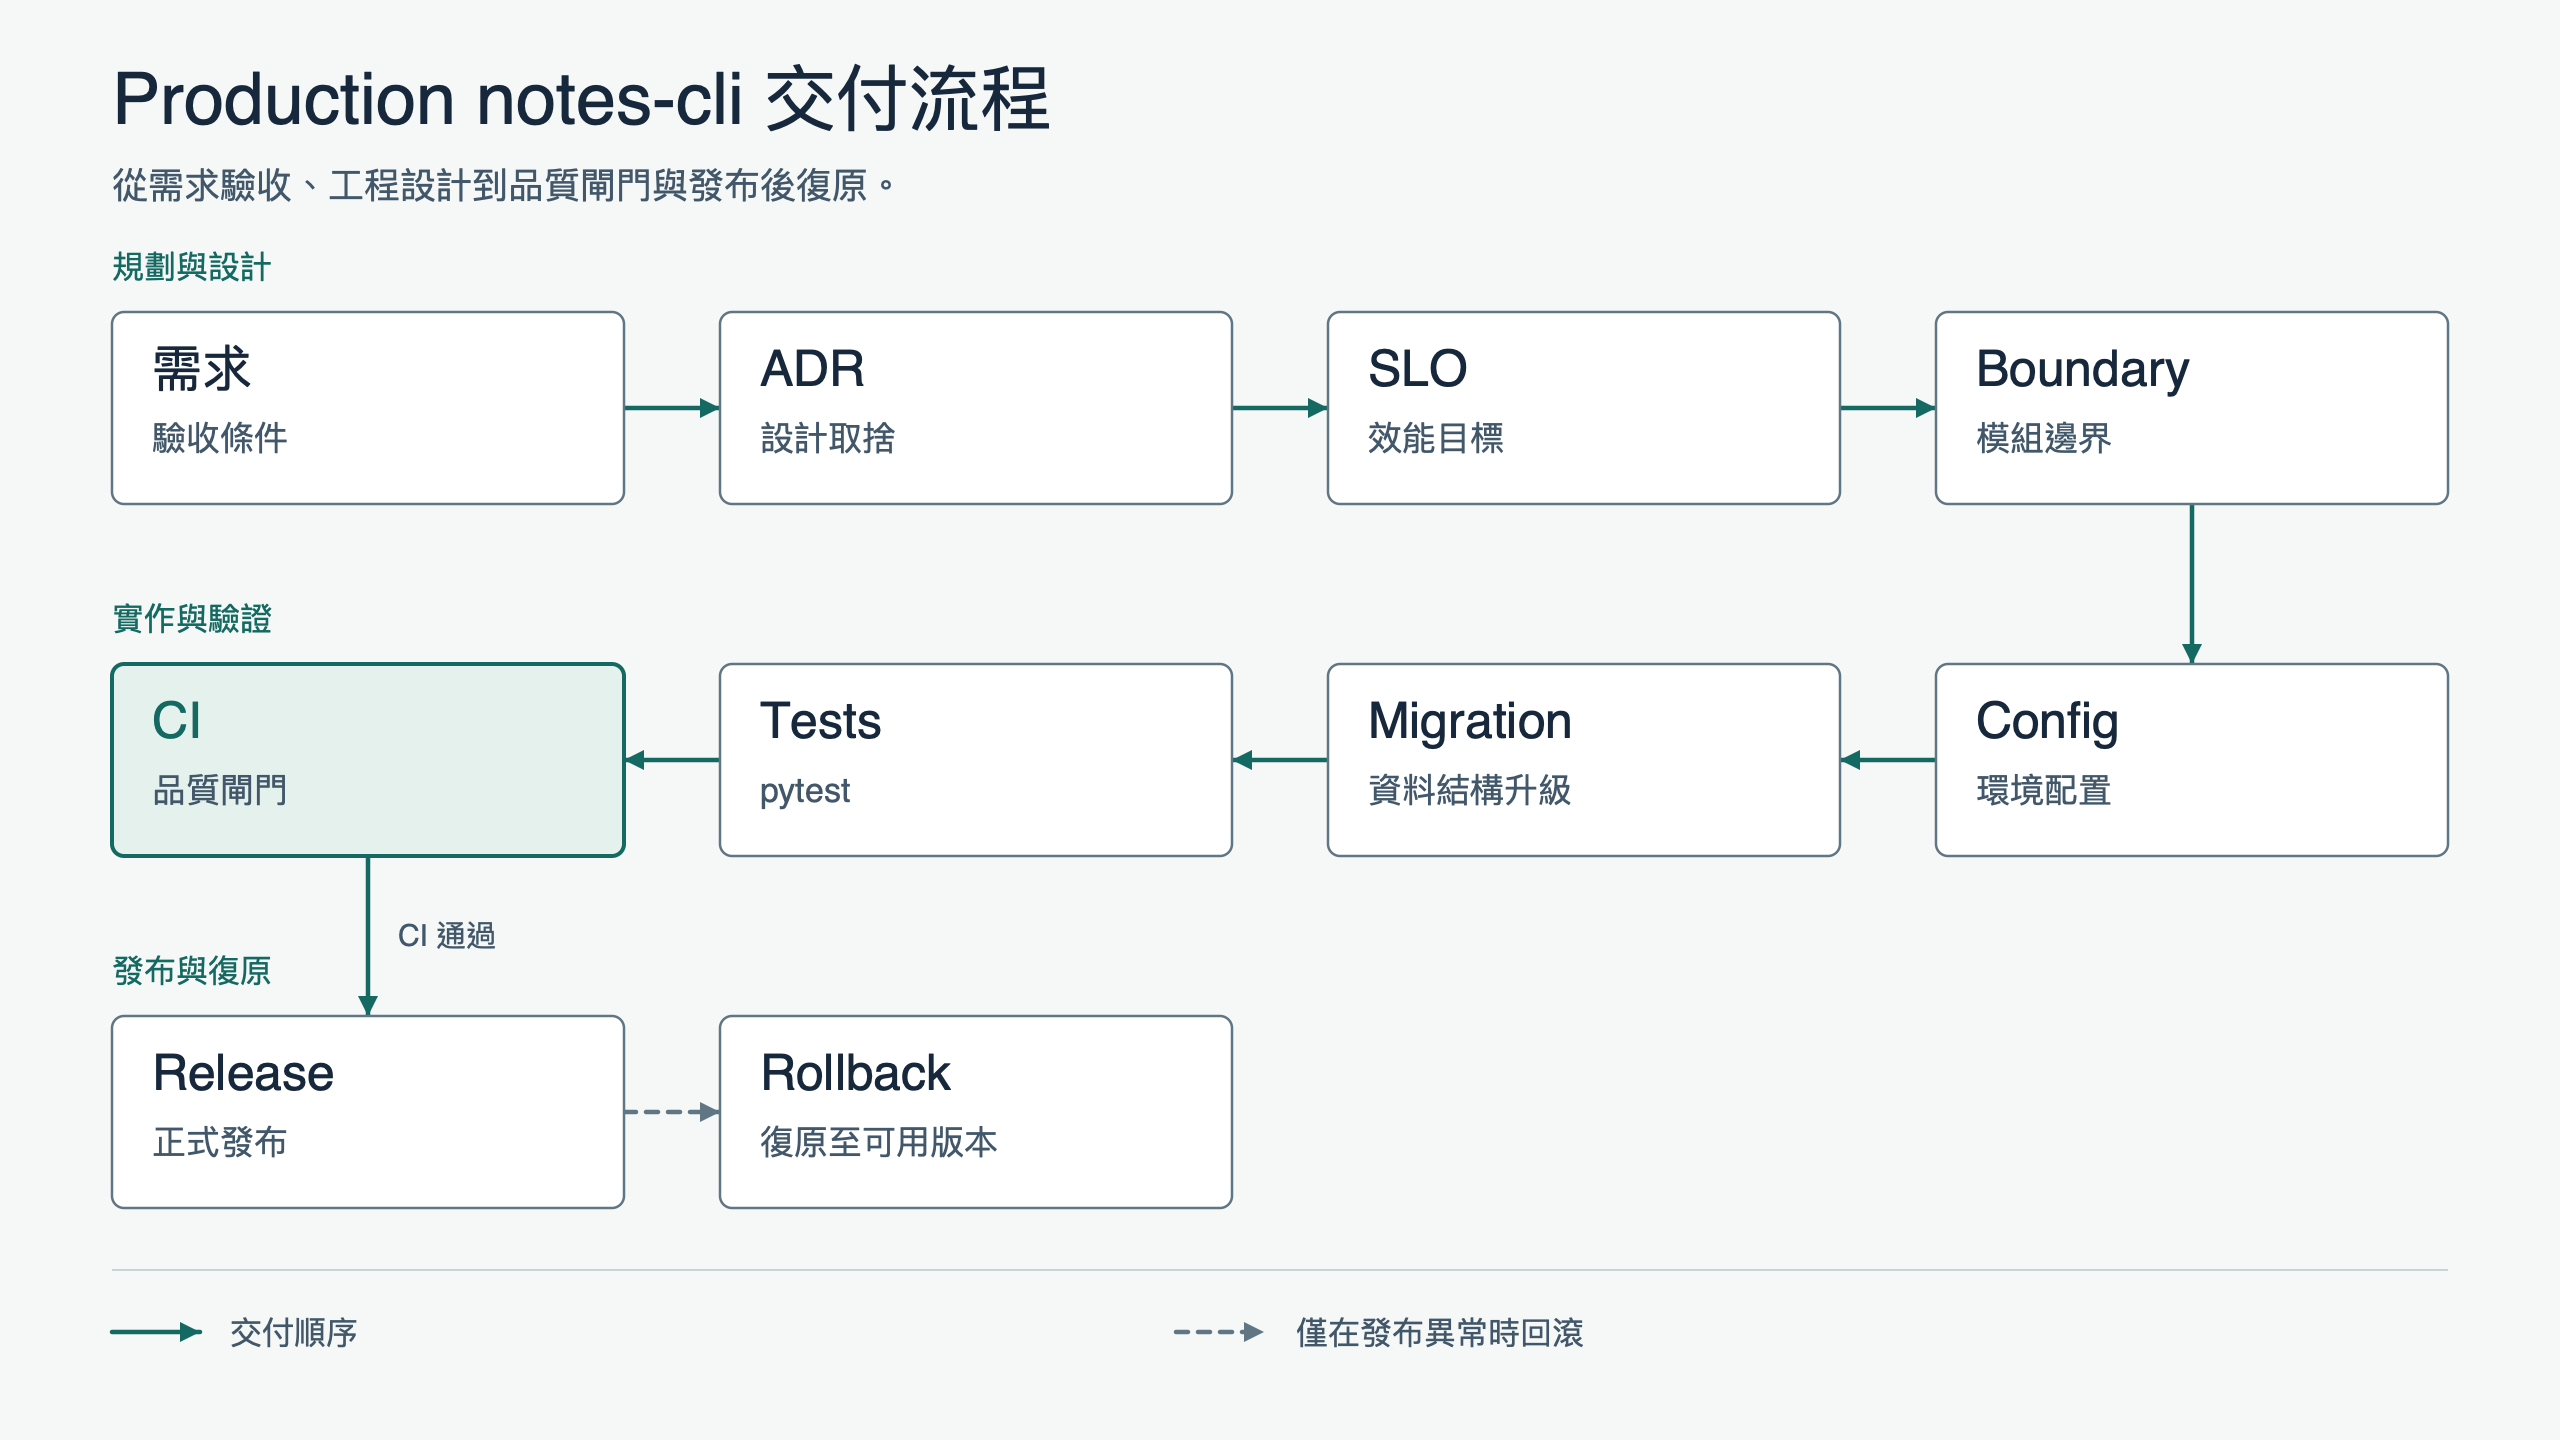 Production notes-cli 交付流程
從需求驗收、工程設計到品質閘門與發布後復原。
規劃與設計
需求
驗收條件
ADR
設計取捨
SLO
效能目標
Boundary
模組邊界
實作與驗證
CI
品質閘門
Tests
pytest
Migration
資料結構升級
Config
環境配置
CI 通過
發布與復原
Release
正式發布
Rollback
復原至可用版本
交付順序
僅在發布異常時回滾